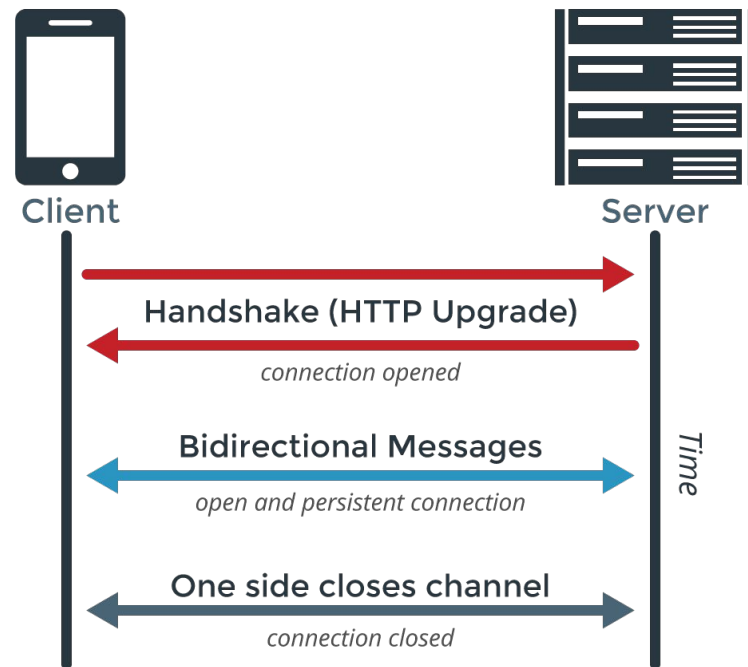 Client
Server
Handshake (HTTP Upgrade)
connection opened
Bidirectional Messages
open and persistent connection
Time
One side closes channel
connection closed